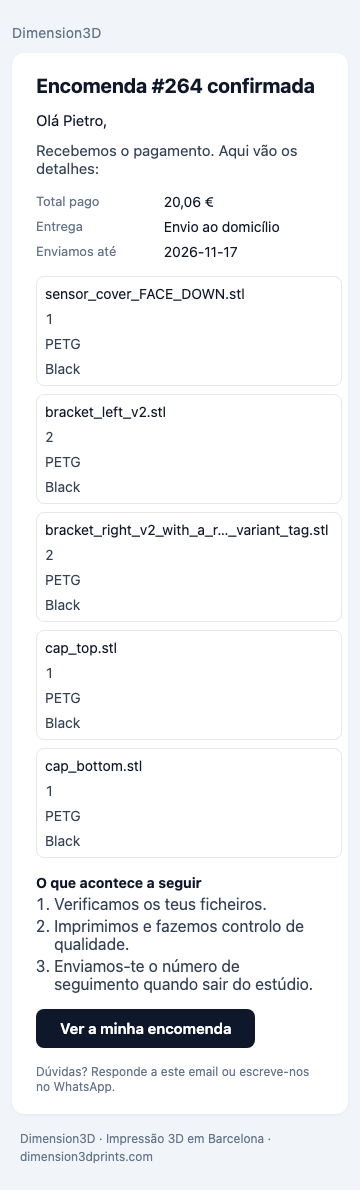 Dimension3D
Encomenda #264 confirmada
Olá Pietro,
Recebemos o pagamento. Aqui vão os
detalhes:
Total pago 20,06 €
Entrega Envio ao domicílio
Enviamos até 2026-11-17
sensor_cover_FACE_DOWN.stl
1
PETG
Black
bracket_left_v2.stl
2
PETG
Black
bracket_right_v2_with_a_r…_variant_tag.stl
2
PETG
Black
cap_top.stl
1
PETG
Black
cap_bottom.stl
1
PETG
Black
O que acontece a seguir
1. Verificamos os teus ficheiros.
2. Imprimimos e fazemos controlo de
qualidade.
3. Enviamos-te o número de
seguimento quando sair do estúdio.
Ver a minha encomenda
Dúvidas? Responde a este email ou escreve-nos
no WhatsApp.
Dimension3D · Impressão 3D em Barcelona ·
dimension3dprints.com